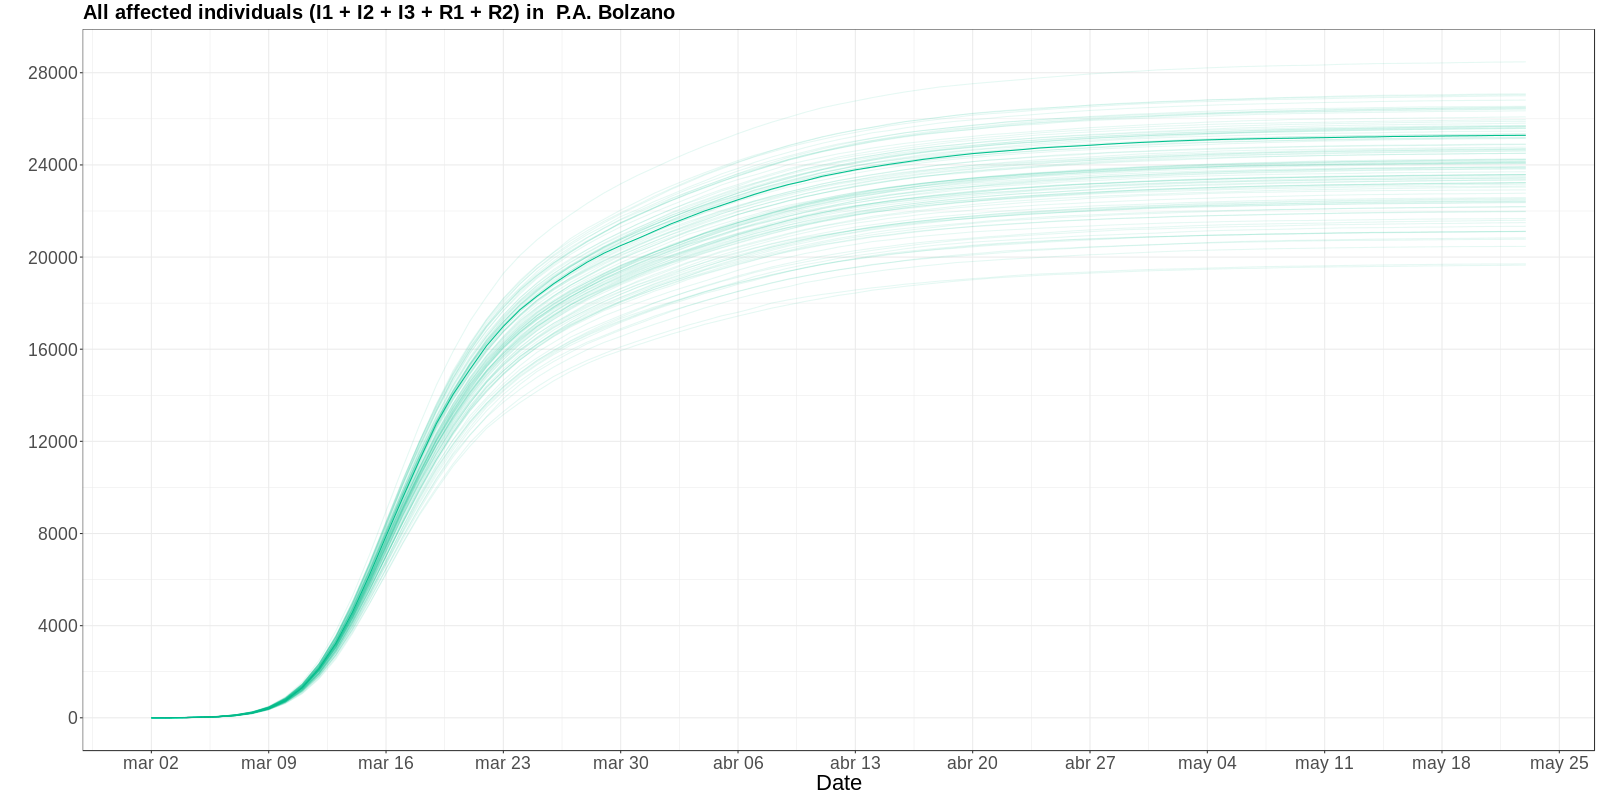 All affected individuals (I1 + I2 + I3 + R1 + R2) in  P.A. Bolzano
28000
24000
20000
16000
12000
8000
4000
0
mar 02 mar 09 mar 16 mar 23 mar 30 abr 06 abr 13 abr 20 abr 27 may 04 may 11 may 18 may 25
Date